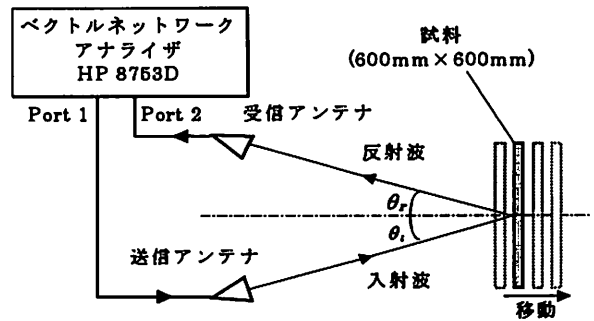 ベクトルネットワーク
アナライザ
HP 8753D
試料
(600mm×600mm)
Port 1
Port 2
受信アンテナ
反射波
θr
θi
送信アンテナ
入射波
移動